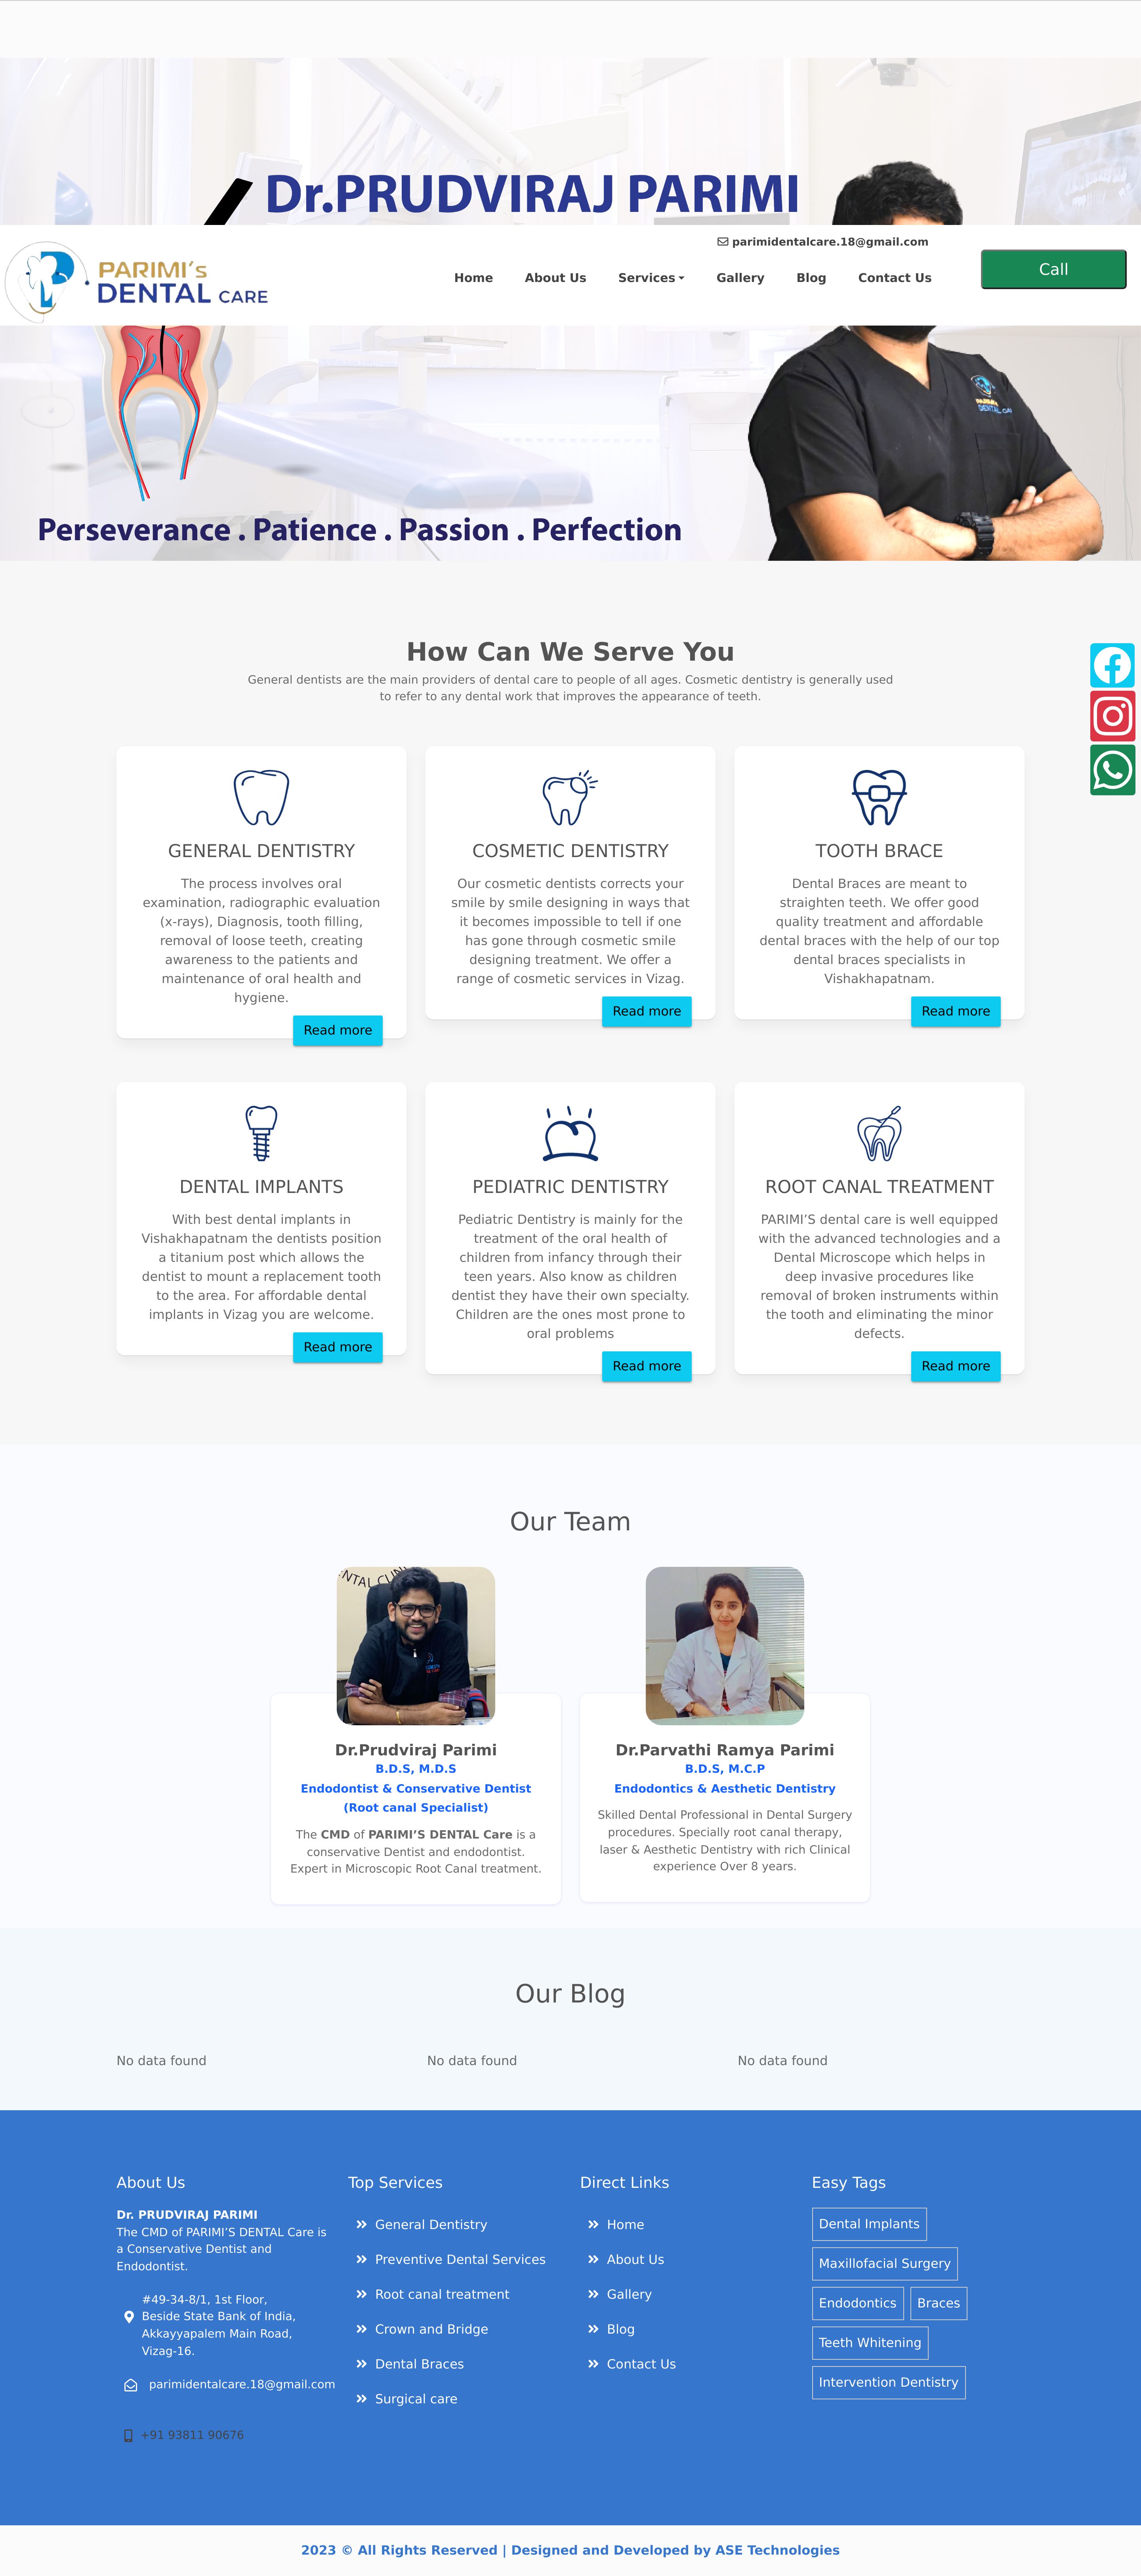 Dr.PRUDVIRAJ PARIMI
parimidentalcare.18@gmail.com
PARIMI's
DENTAL CARE
Home
About Us
Services
Gallery
Blog
Contact Us
Call
PARIMI's
DENTAL CA
Perseverance . Patience . Passion . Perfection
How Can We Serve You
General dentists are the main providers of dental care to people of all ages. Cosmetic dentistry is generally used
to refer to any dental work that improves the appearance of teeth.
GENERAL DENTISTRY
The process involves oral
examination, radiographic evaluation
(x-rays), Diagnosis, tooth filling,
removal of loose teeth, creating
awareness to the patients and
maintenance of oral health and
hygiene.
Read more
COSMETIC DENTISTRY
Our cosmetic dentists corrects your
smile by smile designing in ways that
it becomes impossible to tell if one
has gone through cosmetic smile
designing treatment. We offer a
range of cosmetic services in Vizag.
Read more
TOOTH BRACE
Dental Braces are meant to
straighten teeth. We offer good
quality treatment and affordable
dental braces with the help of our top
dental braces specialists in
Vishakhapatnam.
Read more
DENTAL IMPLANTS
With best dental implants in
Vishakhapatnam the dentists position
a titanium post which allows the
dentist to mount a replacement tooth
to the area. For affordable dental
implants in Vizag you are welcome.
Read more
PEDIATRIC DENTISTRY
Pediatric Dentistry is mainly for the
treatment of the oral health of
children from infancy through their
teen years. Also know as children
dentist they have their own specialty.
Children are the ones most prone to
oral problems
Read more
ROOT CANAL TREATMENT
PARIMI’S dental care is well equipped
with the advanced technologies and a
Dental Microscope which helps in
deep invasive procedures like
removal of broken instruments within
the tooth and eliminating the minor
defects.
Read more
Our Team
NTAL CLIN
Dr.Prudviraj Parimi
B.D.S, M.D.S
Endodontist & Conservative Dentist
(Root canal Specialist)
The CMD of PARIMI’S DENTAL Care is a
conservative Dentist and endodontist.
Expert in Microscopic Root Canal treatment.
Dr.Parvathi Ramya Parimi
B.D.S, M.C.P
Endodontics & Aesthetic Dentistry
Skilled Dental Professional in Dental Surgery
procedures. Specially root canal therapy,
laser & Aesthetic Dentistry with rich Clinical
experience Over 8 years.
Our Blog
No data found
No data found
No data found
About Us
Dr. PRUDVIRAJ PARIMI
The CMD of PARIMI’S DENTAL Care is
a Conservative Dentist and
Endodontist.
#49-34-8/1, 1st Floor,
Beside State Bank of India,
Akkayyapalem Main Road,
Vizag-16.
parimidentalcare.18@gmail.com
+91 93811 90676
Top Services
General Dentistry
Preventive Dental Services
Root canal treatment
Crown and Bridge
Dental Braces
Surgical care
Direct Links
Home
About Us
Gallery
Blog
Contact Us
Easy Tags
Dental Implants
Maxillofacial Surgery
Endodontics
Braces
Teeth Whitening
Intervention Dentistry
2023 © All Rights Reserved | Designed and Developed by ASE Technologies